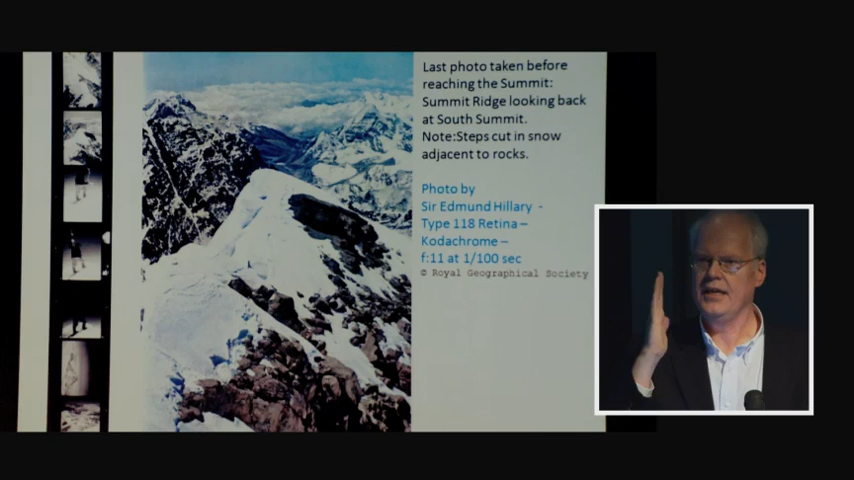 Last photo taken before
reaching the Summit:
Summit Ridge looking back
at South Summit.
Note:Steps cut in snow
adjacent to rocks.
Photo by
Sir Edmund Hillary -
Type 118 Retina –
Kodachrome –
f:11 at 1/100 sec
© Royal Geographical Society